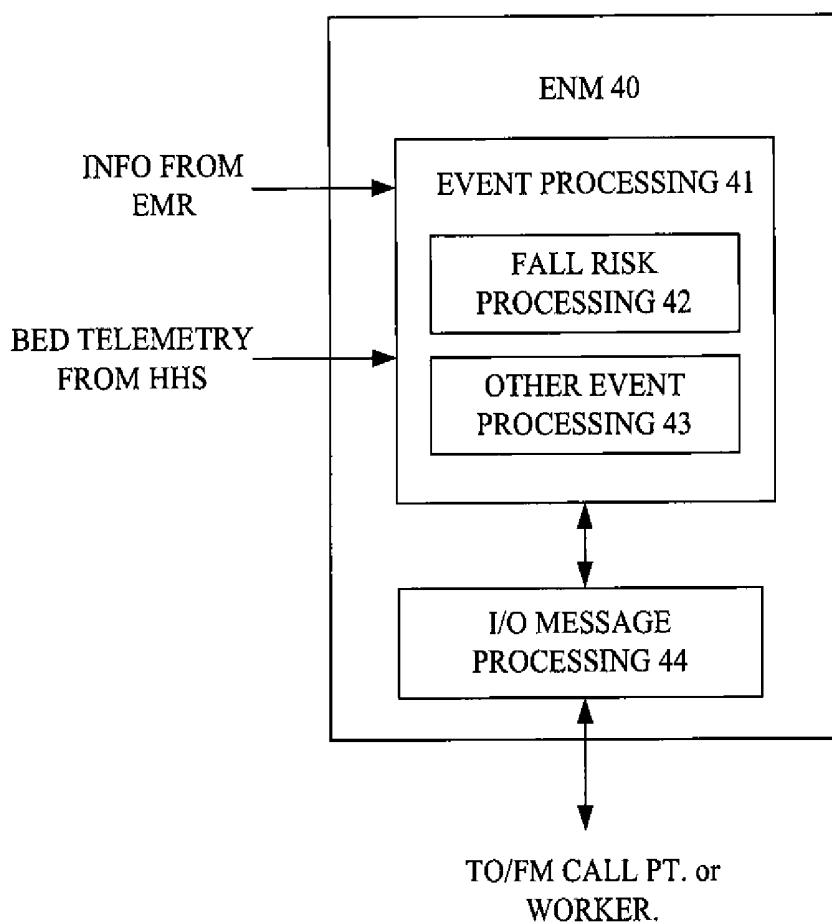 ENM 40
INFO FROM
EMR
EVENT PROCESSING 41
FALL RISK
PROCESSING 42
BED TELEMETRY
FROM HHS
OTHER EVENT
PROCESSING 43
I/O MESSAGE
PROCESSING 44
TO/FM CALL PT. or
WORKER.